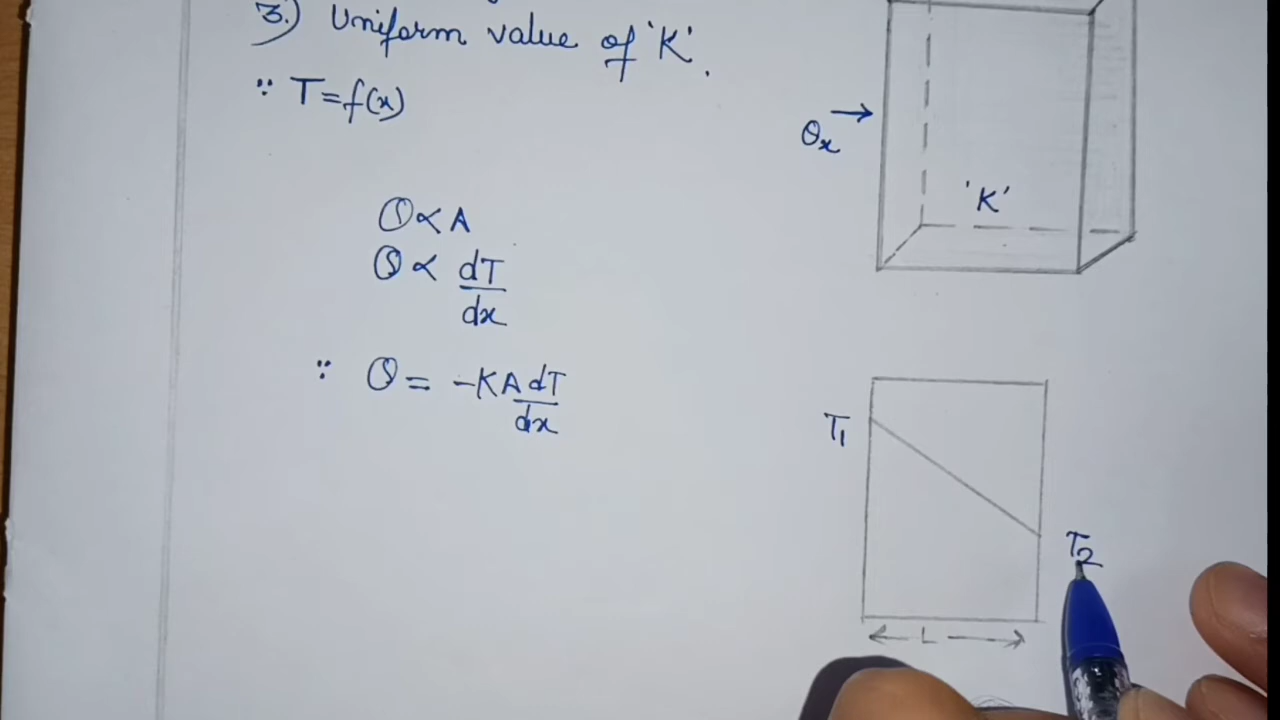 3.) Uniform value of 'K'.
∵ T=f(x)
Q∝A
Q ∝ dT
dx
∵ Q = -KA dT
dx
Qx →
'K'
T1
T2
L